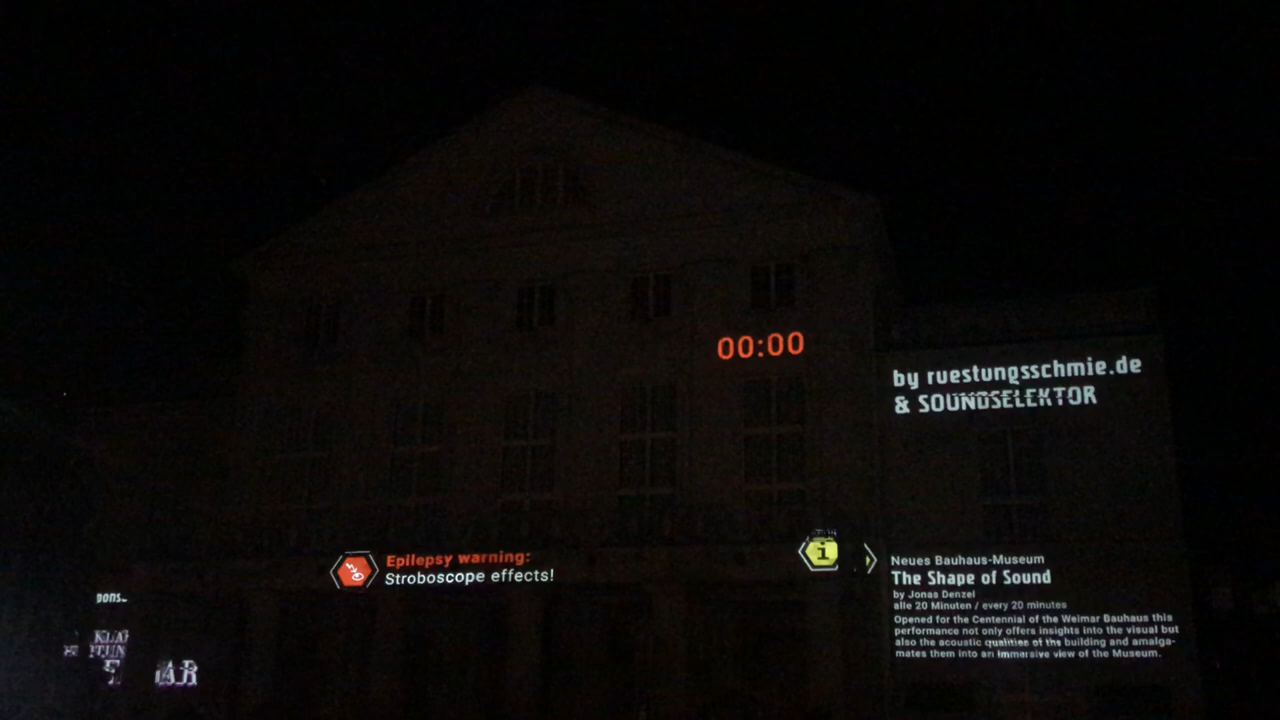 00:00
by ruestungsschmie.de
& SOUNDSELEKTOR
Epilepsy warning:
Stroboscope effects!
i
Neues Bauhaus-Museum
The Shape of Sound
by Jonas Denzel
alle 20 Minuten / every 20 minutes
Opened for the Centennial of the Weimar Bauhaus this
performance not only offers insights into the visual but
also the acoustic qualities of the building and amalga-
mates them into an immersive view of the Museum.